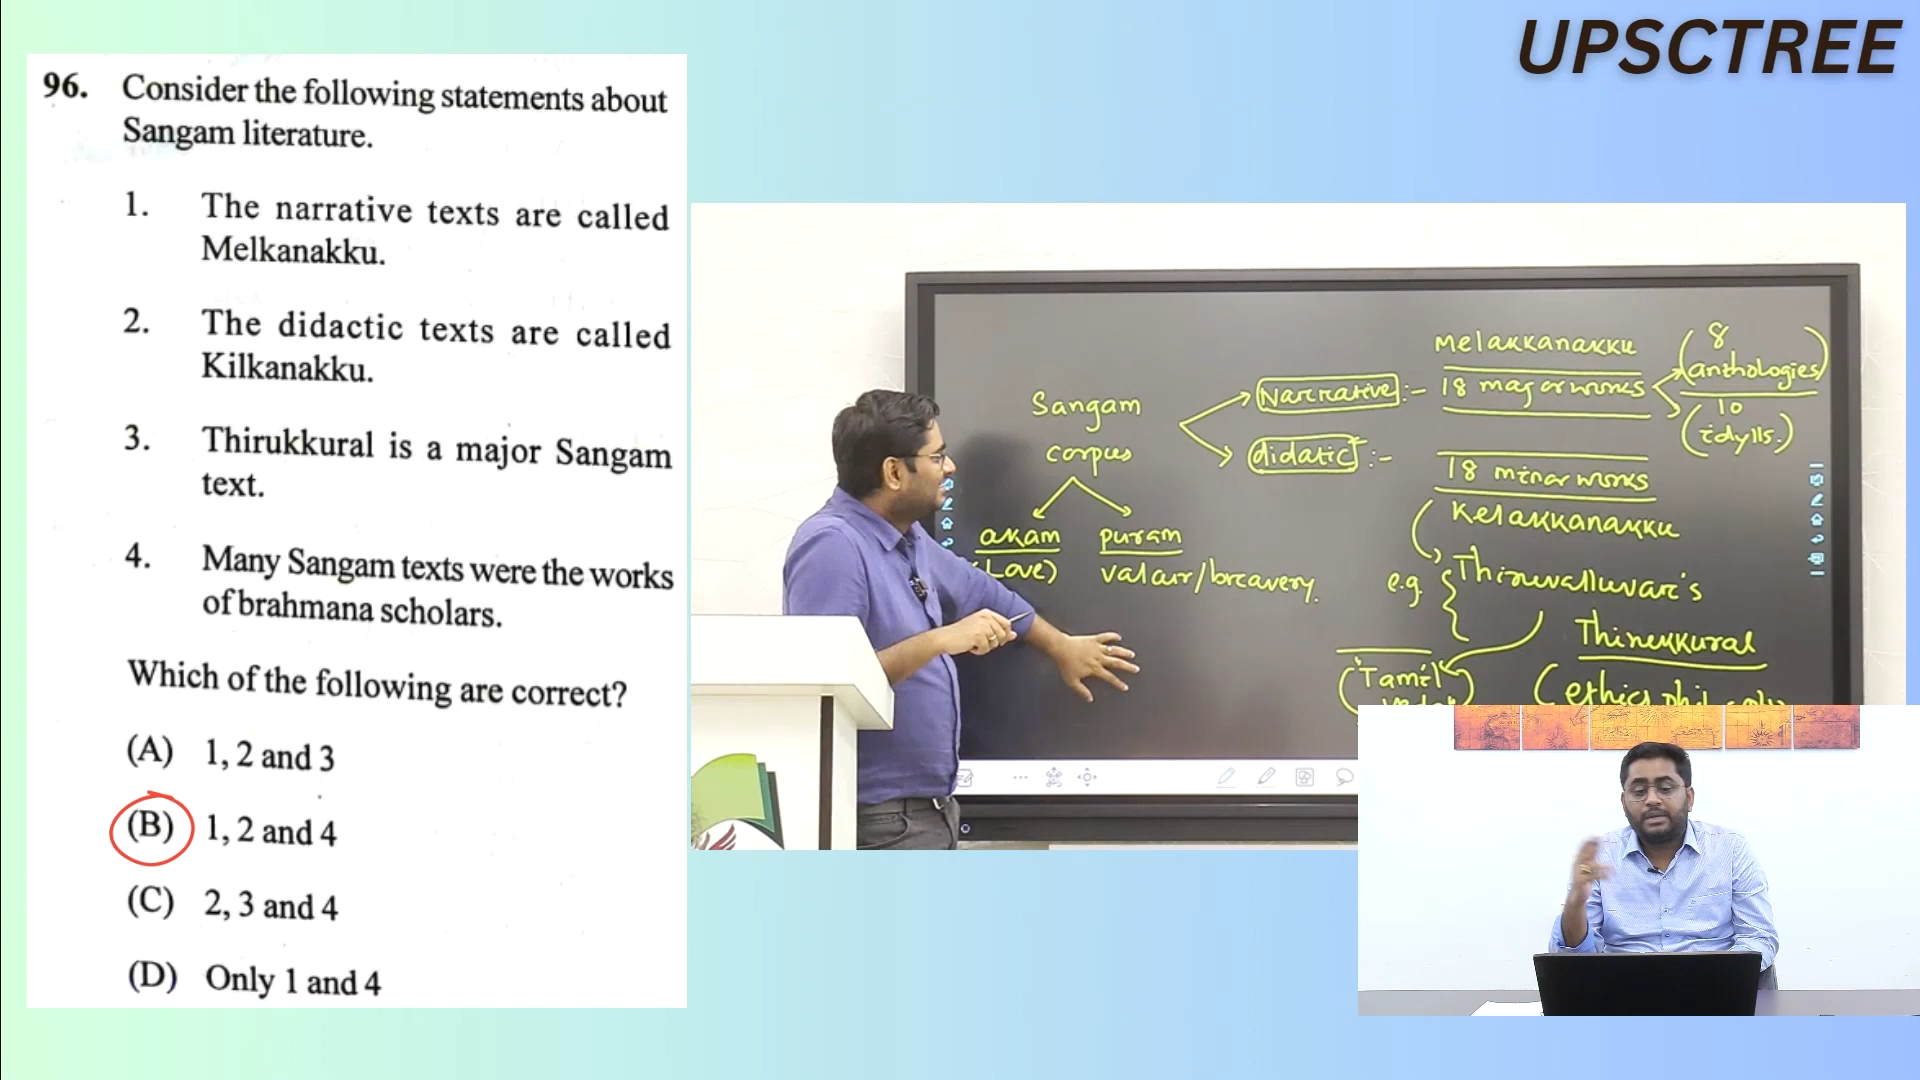 UPSCTREE
96. Consider the following statements about
Sangam literature.
1. The narrative texts are called
Melkanakku.
2. The didactic texts are called
Kilkanakku.
3. Thirukkural is a major Sangam
text.
4. Many Sangam texts were the works
of brahmana scholars.
Which of the following are correct?
(A) 1, 2 and 3
(B) 1, 2 and 4
(C) 2, 3 and 4
(D) Only 1 and 4
Sangam
corpus
akam
(Love)
puram
valour/bravery.
Narrative :-
didatic :-
Melakkanakku
18 major works
(8
anthologies)
(10
idylls.)
18 minor works
Kelakkanakku
e.g. { Thiruvalluvar's
Thirukkural
(Tamil
(ethics